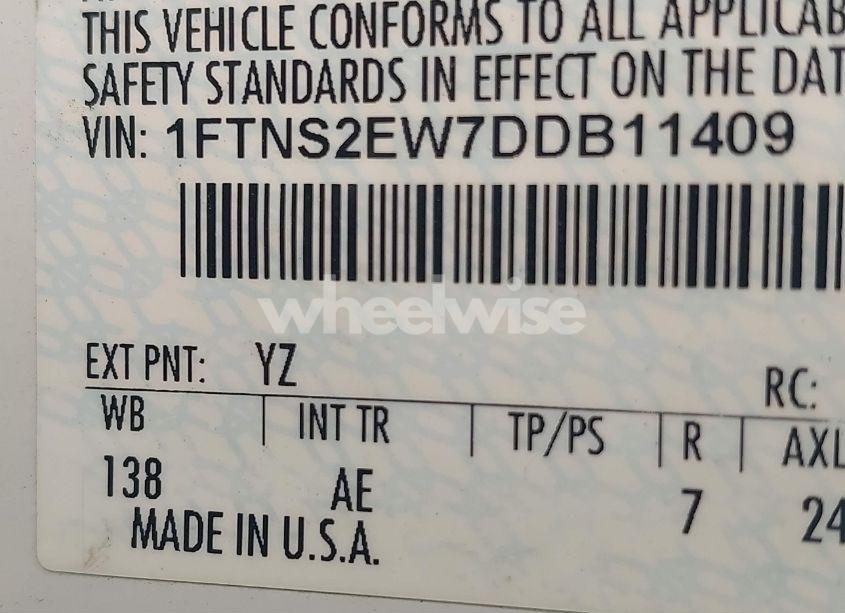 THIS VEHICLE CONFORMS TO ALL APPLICAB
SAFETY STANDARDS IN EFFECT ON THE DAT
VIN: 1FTNS2EW7DDB11409
wheelwise
EXT PNT: YZ RC:
WB INT TR TP/PS R AXL
138 AE 7 24
MADE IN U.S.A.